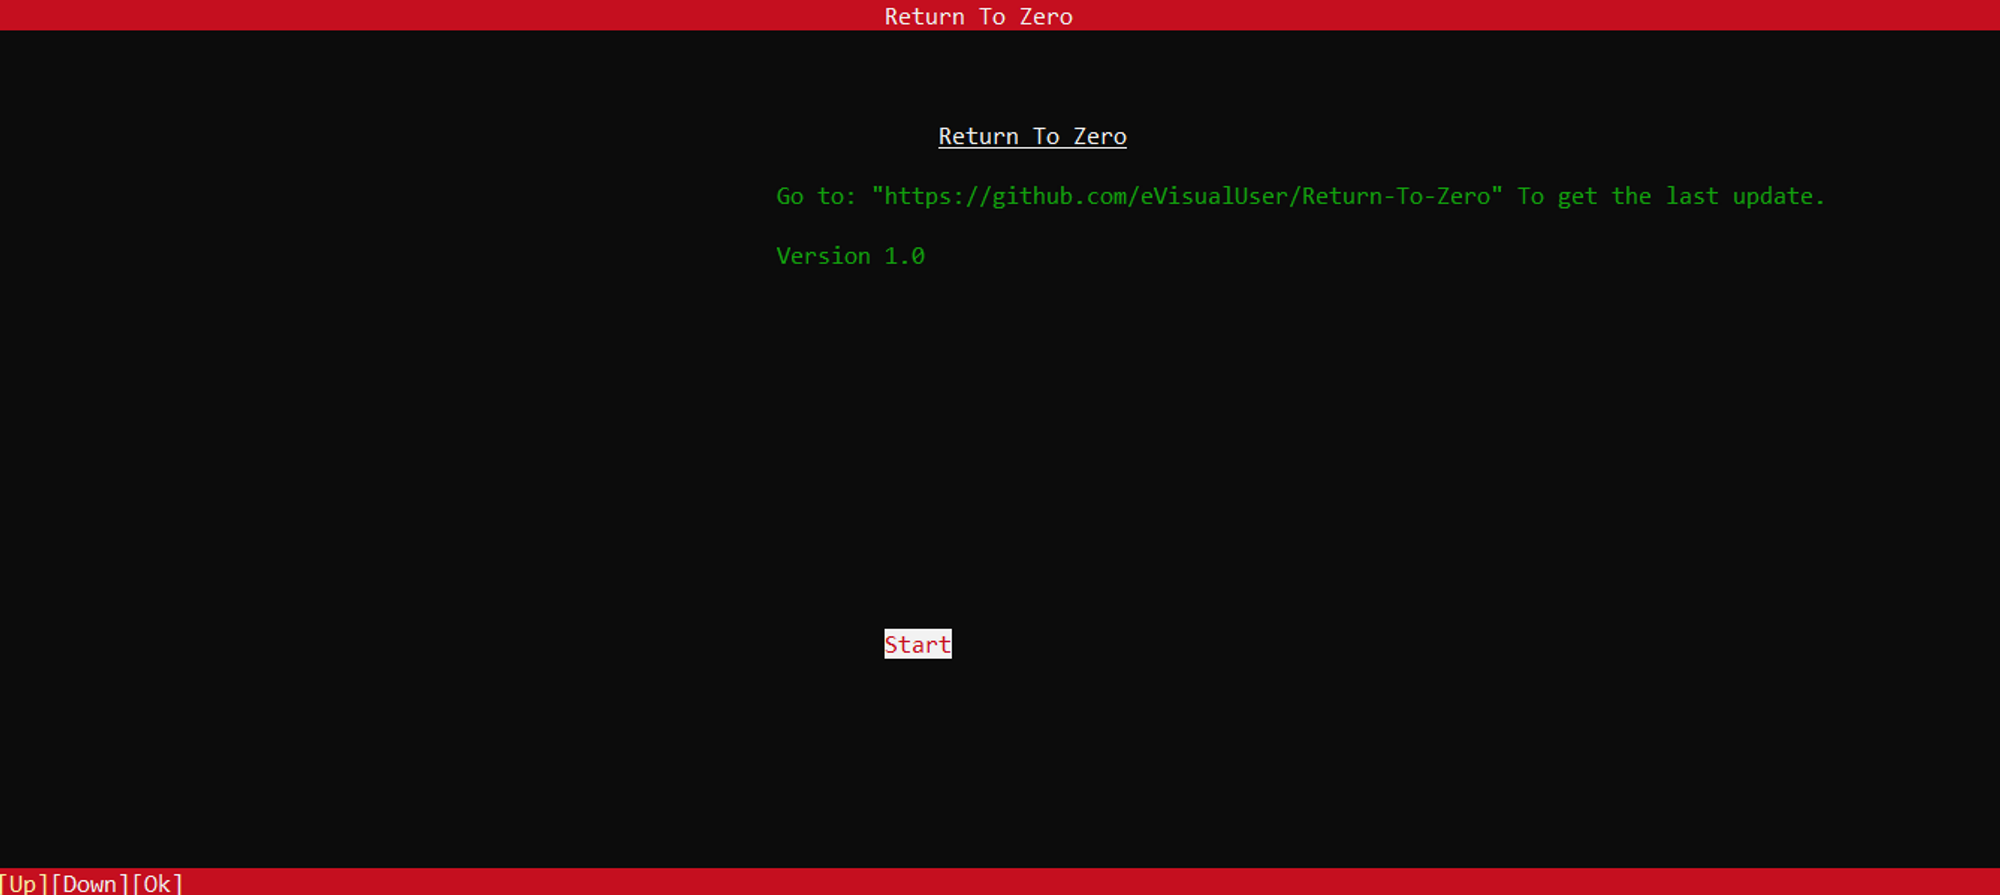 Return To Zero
Return To Zero
Go to: "https://github.com/eVisualUser/Return-To-Zero" To get the last update.
Version 1.0
Start
[Up][Down][Ok]